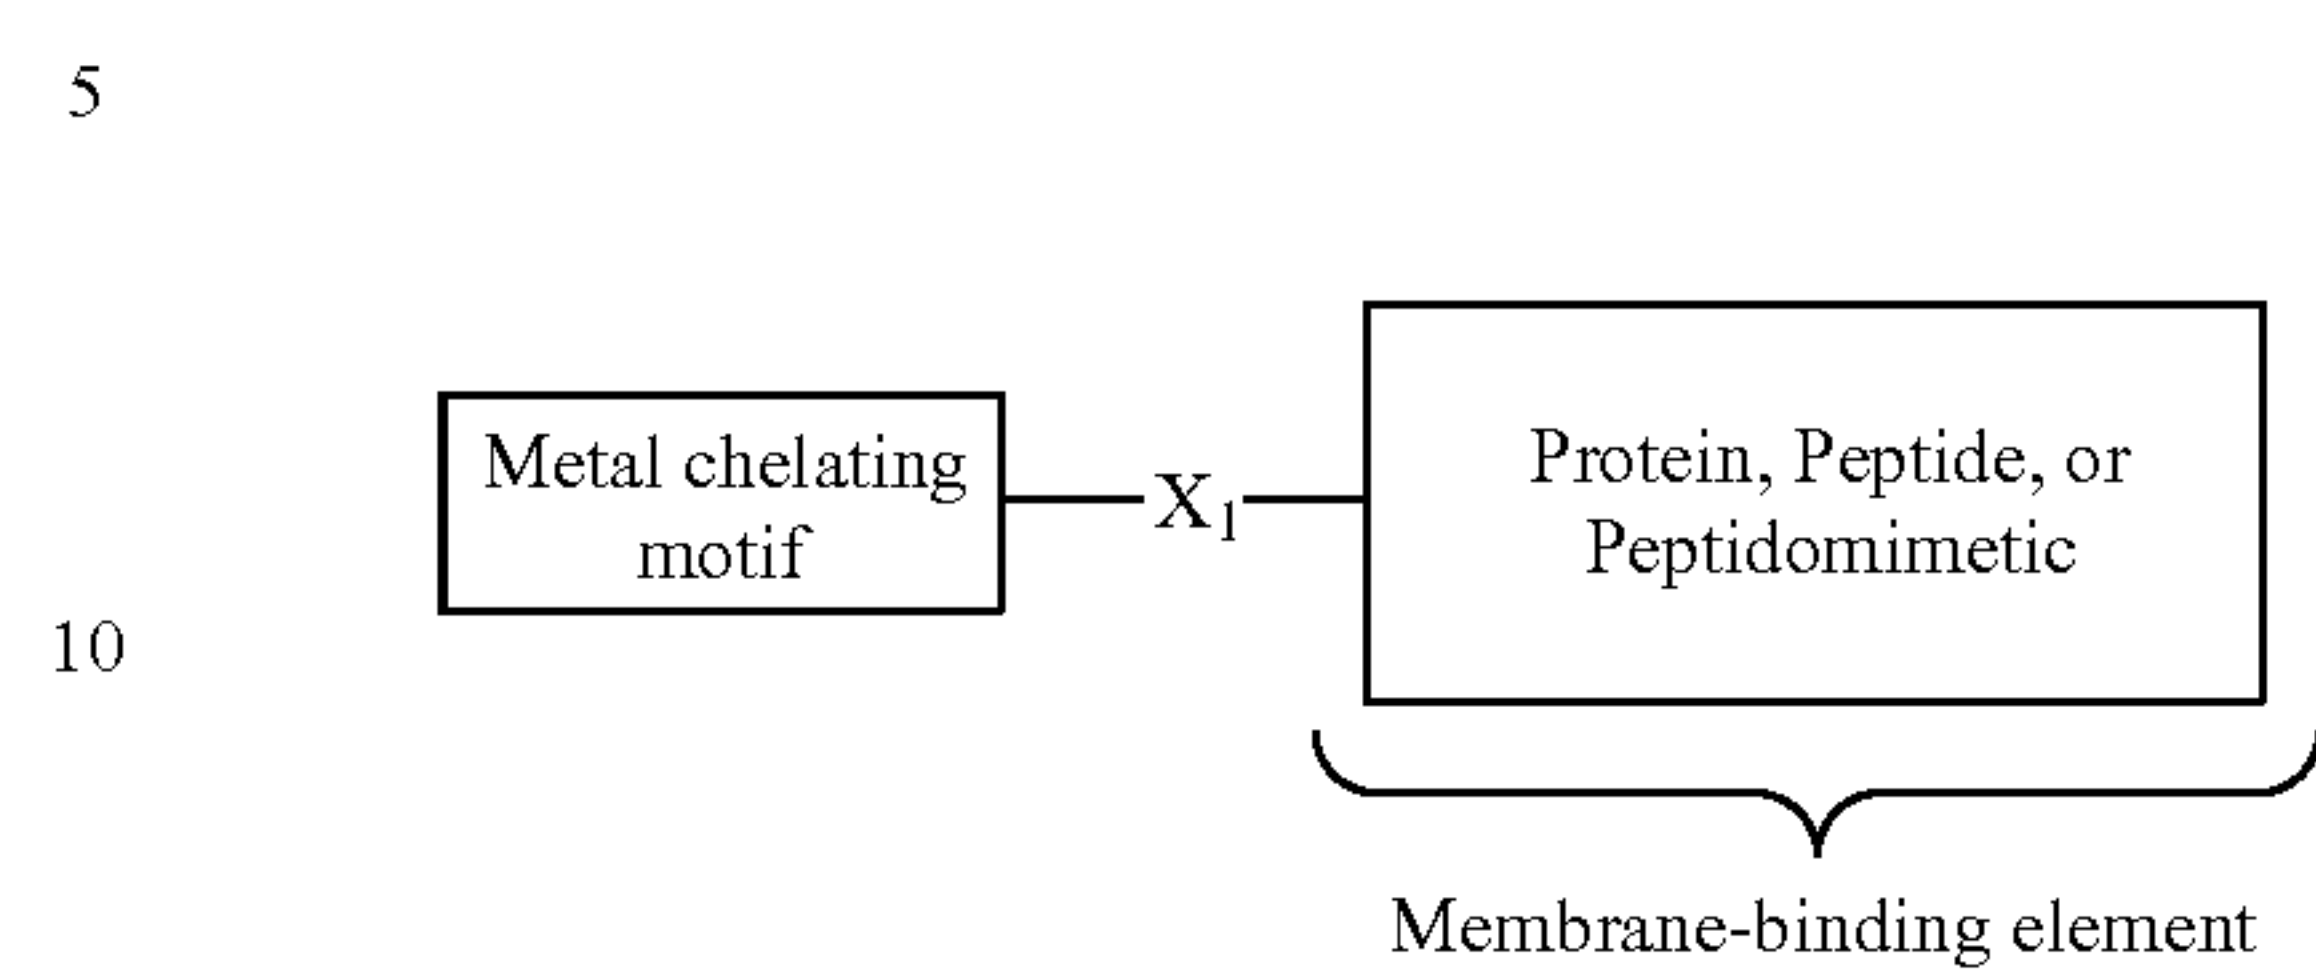 5
Metal chelating
motif
X₁
Protein, Peptide, or
Peptidomimetic
10
Membrane-binding element